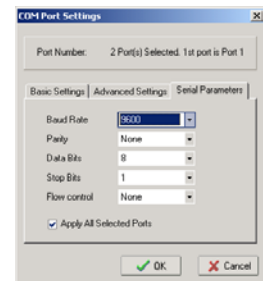 COM Port Settings
Port Number: 2 Port(s) Selected. 1st port is Port 1
Basic Settings Advanced Settings Serial Parameters
Baud Rate 9600
Parity None
Data Bits 8
Stop Bits 1
Flow control None
Apply All Selected Ports
OK Cancel